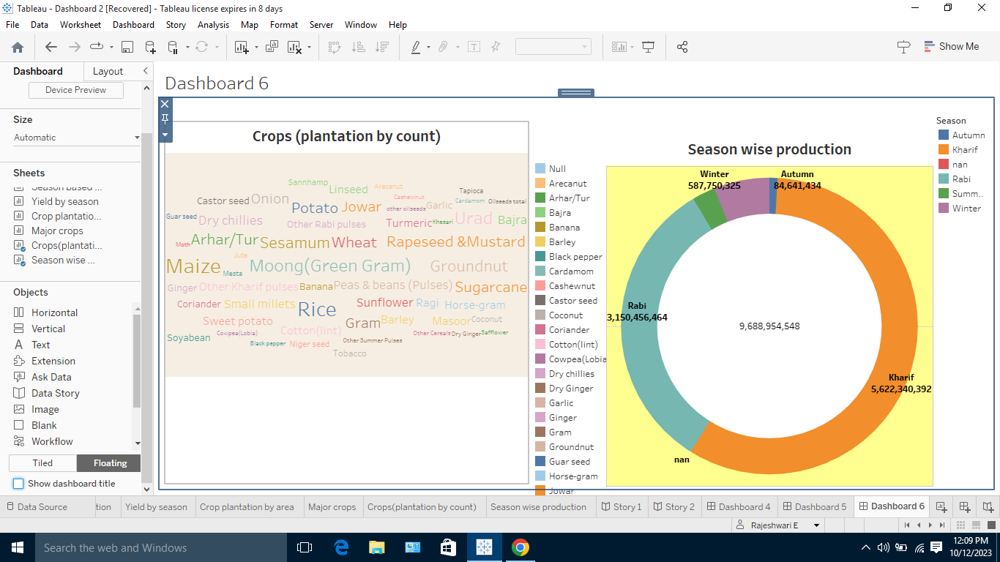 Tableau - Dashboard 2 [Recovered] - Tableau license expires in 8 days
File Data Worksheet Dashboard Story Analysis Map Format Server Window Help
Show Me
Dashboard Layout
Device Preview
Size
Automatic
Sheets
Season based ...
Yield by season
Crop plantatio...
Major crops
Crops(plantati...
Season wise ...
Objects
Horizontal
Vertical
Text
Extension
Ask Data
Data Story
Image
Blank
Workflow
Tiled Floating
Show dashboard title
Dashboard 6
Crops (plantation by count)
Sannhamp
Linseed
Arecanut
Tapioca
Castor seed
Onion
Cashewnut
Cardamom
Oilseeds total
Potato
Jowar
other oilseeds
Garlic
Guar seed
Dry chillies
Other Rabi pulses
Turmeric
Khesari
Urad
Bajra
Moth
Arhar/Tur
Sesamum
Wheat
Rapeseed &Mustard
Jute
Maize
Mesta
Moong(Green Gram)
Groundnut
Ginger
Other Kharif pulses
Banana
Peas & beans (Pulses)
Sugarcane
Coriander
Small millets
Rice
Sunflower
Ragi
Horse-gram
Sweet potato
Gram
Barley
Masoor
Coconut
Cotton(lint)
Soyabean
Cowpea(Lobia)
Black pepper
Niger seed
Other Summer Pulses
Other Cereals
Dry Ginger
Safflower
Tobacco
Null
Arecanut
Arhar/Tur
Bajra
Banana
Barley
Black pepper
Cardamom
Cashewnut
Castor seed
Coconut
Coriander
Cotton(lint)
Cowpea(Lobia
Dry chillies
Dry Ginger
Garlic
Ginger
Gram
Groundnut
Guar seed
Horse-gram
Jowar
Season wise production
Winter
587,750,325
Autumn
84,641,434
Rabi
3,150,456,464
9,688,954,548
Kharif
5,622,340,392
nan
Season
Autumn
Kharif
nan
Rabi
Summ..
Winter
Data Source tion Yield by season Crop plantation by area Major crops Crops(plantation by count) Season wise production Story 1 Story 2 Dashboard 4 Dashboard 5 Dashboard 6
Rajeshwari E
Search the web and Windows
12:09 PM
10/12/2023